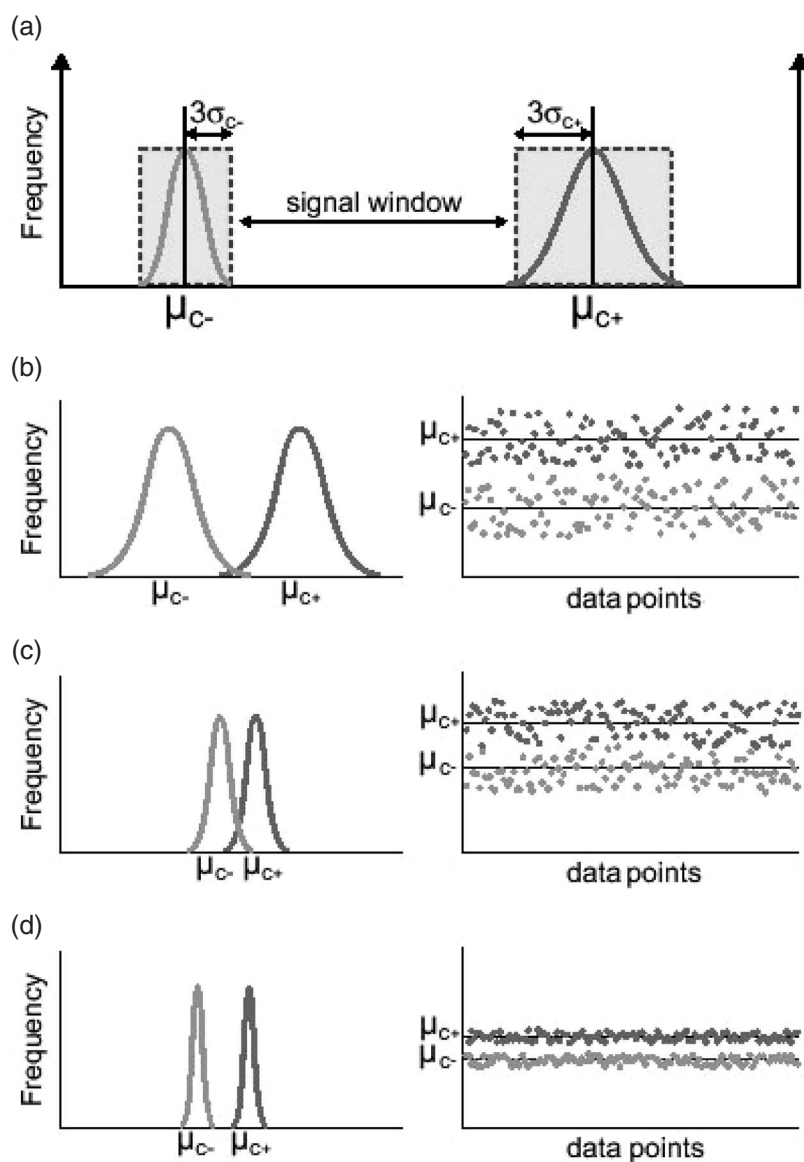 (a)
Frequency
3σC-
3σC+
signal window
μC-
μC+
(b)
Frequency
μC-
μC+
μC+
μC-
data points
(c)
Frequency
μC-
μC+
μC+
μC-
data points
(d)
Frequency
μC-
μC+
μC+
μC-
data points